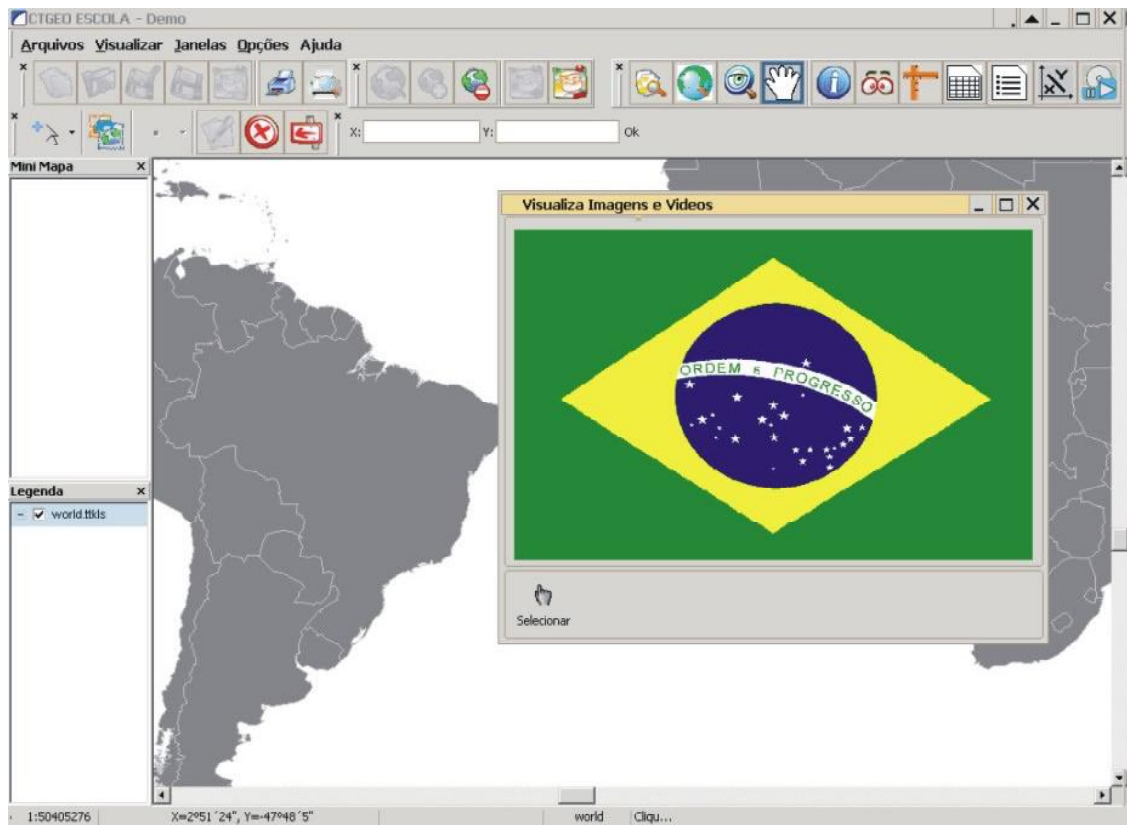 CTGEO ESCOLA - Demo
Arquivos Visualizar Janelas Opções Ajuda
X: Y: Ok
Mini Mapa
Visualiza Imagens e Videos
ORDEM E PROGRESSO
Legenda
world.ttkls
Selecionar
1:50405276 X=2º51´24", Y=-47º48´5" world Cliqu...